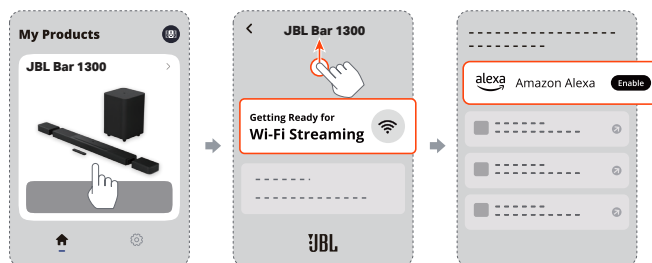 My Products
JBL Bar 1300
JBL Bar 1300
Getting Ready for
Wi-Fi Streaming
JBL
alexa
Amazon Alexa
Enable